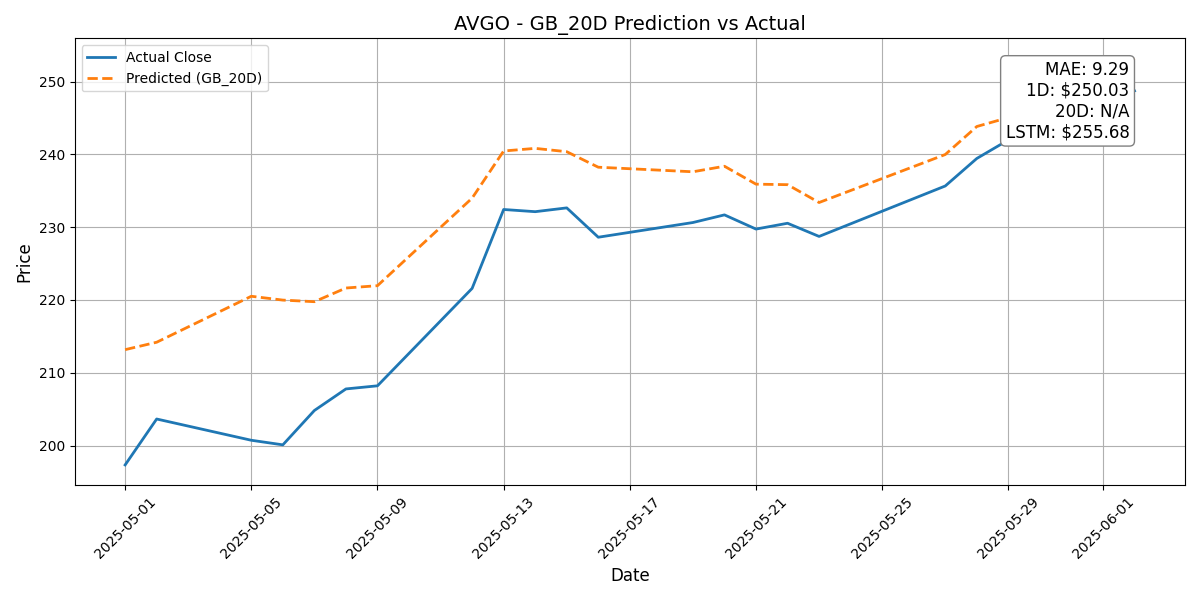 AVGO - GB_20D Prediction vs Actual
Actual Close
Predicted (GB_20D)
MAE: 9.29
1D: $250.03
20D: N/A
LSTM: $255.68
Price
250
240
230
220
210
200
2025-05-01
2025-05-05
2025-05-09
2025-05-13
2025-05-17
2025-05-21
2025-05-25
2025-05-29
2025-06-01
Date